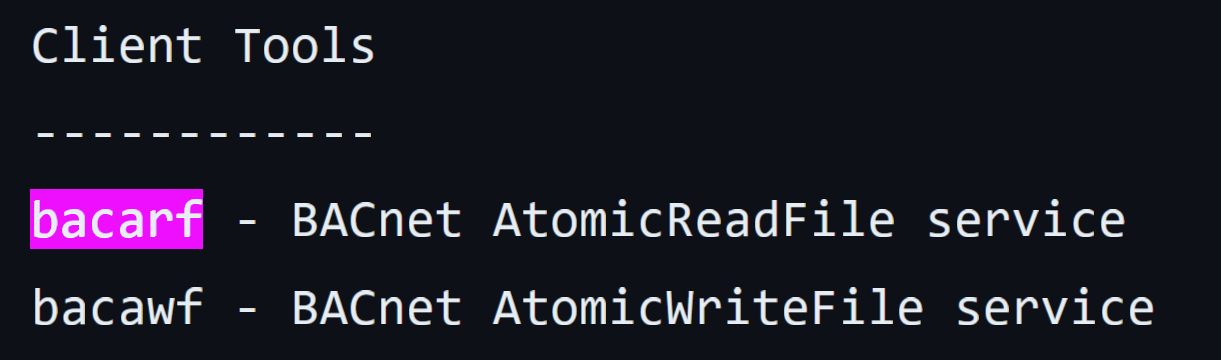 Client Tools
------------
bacarf - BACnet AtomicReadFile service
bacawf - BACnet AtomicWriteFile service